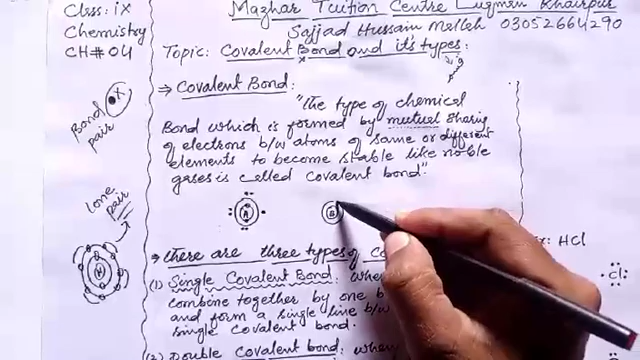 Class: IX
Chemistry
CH# 04
Mazhar Tuition Centre Luqman Khairpur
Sajjad Hussain Melleh 03052664290
Topic: Covalent Bond and its types:
⇒ Covalent Bond:
"The type of chemical
Bond which is formed by mutual sharing
of electrons b/w atoms of same or different
elements to become stable like noble
gases is called covalent bond"
Bond
pair
X
lone
pair
A
B
⇒ there are three types of
(1) Single Covalent Bond:
combine together by one
and form a single line b/w
single covalent bond.
(2) Double Covalent bond:
HCl
Cl